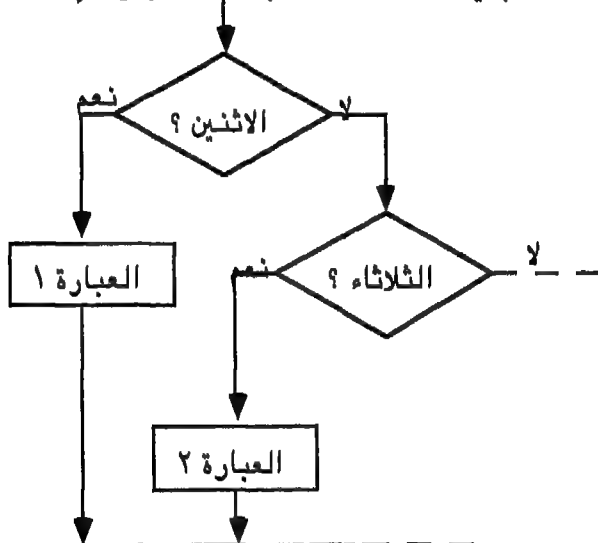 نعم
الاثنين ؟
لا
العبارة ١
نعم
الثلاثاء ؟
لا
العبارة ٢